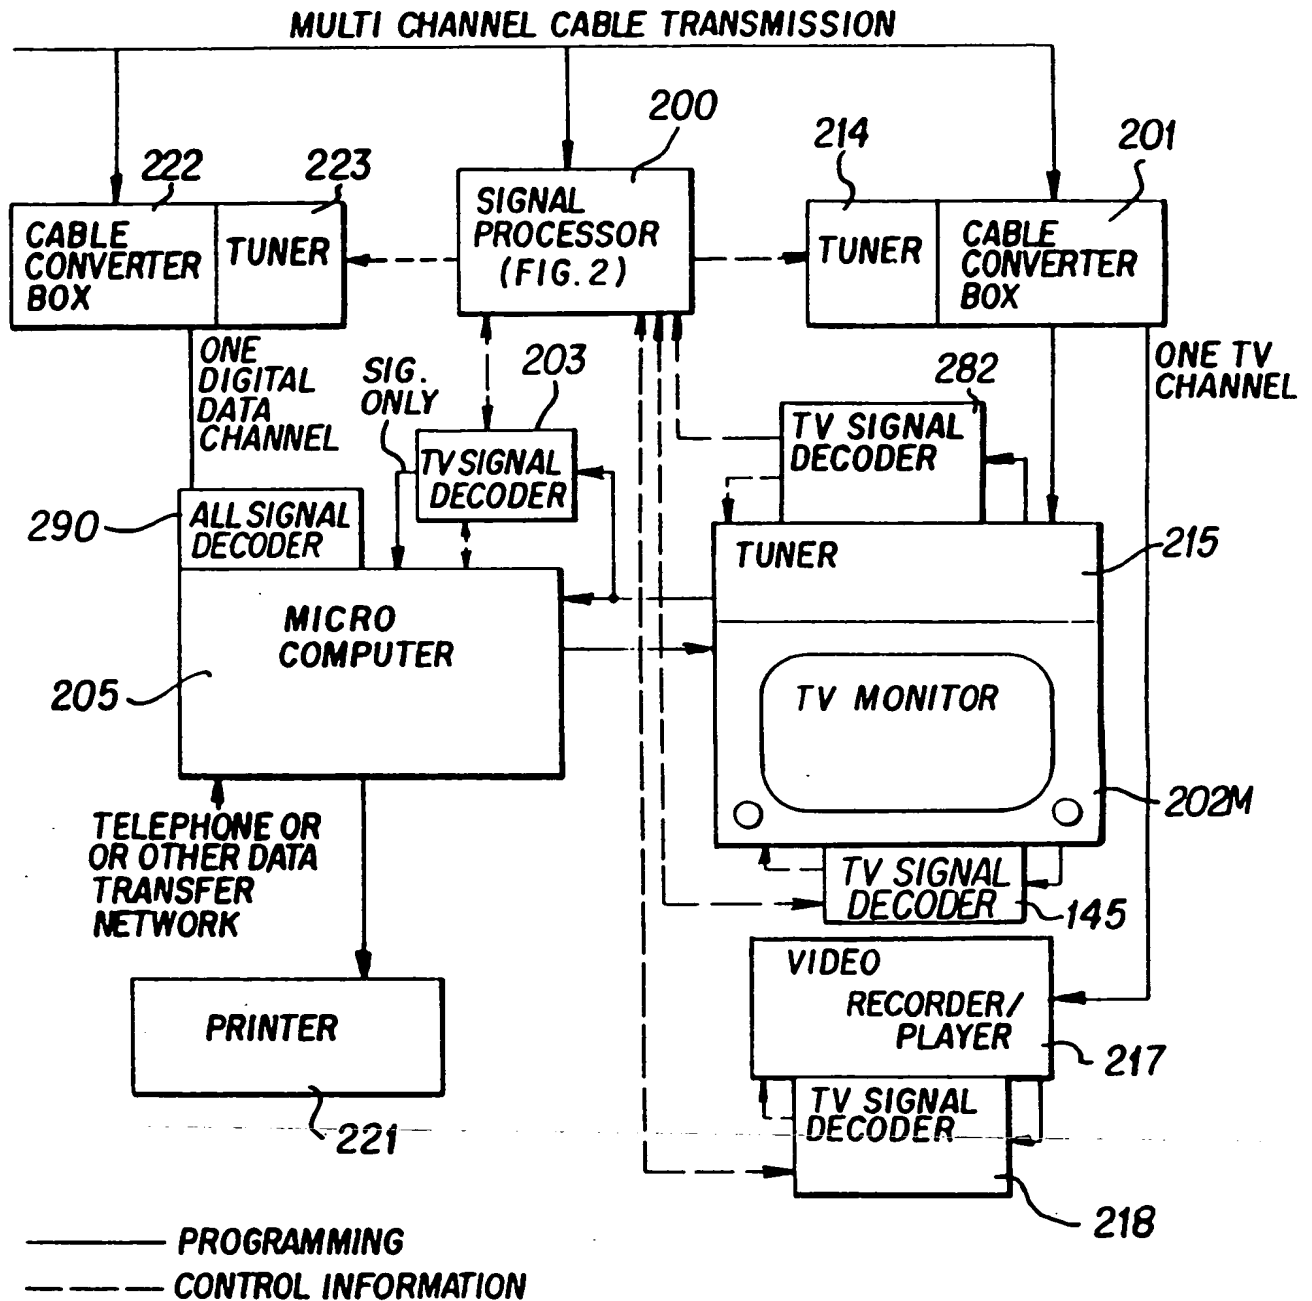 MULTI CHANNEL CABLE TRANSMISSION
200
214
201
222
223
CABLE
CONVERTER
BOX
TUNER
SIGNAL
PROCESSOR
(FIG. 2)
TUNER
CABLE
CONVERTER
BOX
ONE
DIGITAL
DATA
CHANNEL
SIG.
ONLY
203
282
ONE TV
CHANNEL
TV SIGNAL
DECODER
TV SIGNAL
DECODER
290
ALL SIGNAL
DECODER
TUNER
215
MICRO
COMPUTER
205
TV MONITOR
202M
TELEPHONE OR
OR OTHER DATA
TRANSFER
NETWORK
TV SIGNAL
DECODER
145
VIDEO
RECORDER/
PLAYER
217
PRINTER
221
TV SIGNAL
DECODER
218
PROGRAMMING
CONTROL INFORMATION